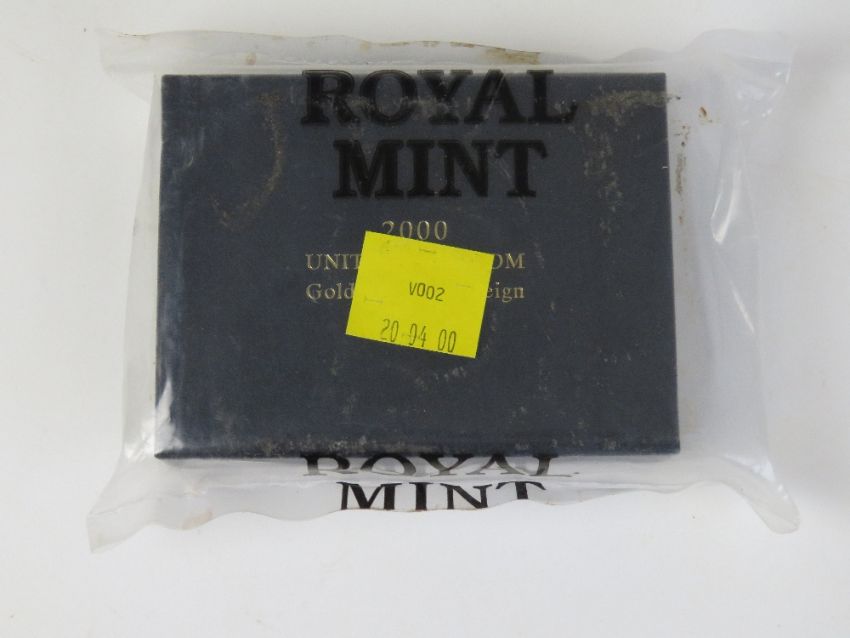 ROYAL
MINT
2000
UNIT OM
Gold eign
V002
20 04 00
ROYAL
MINT